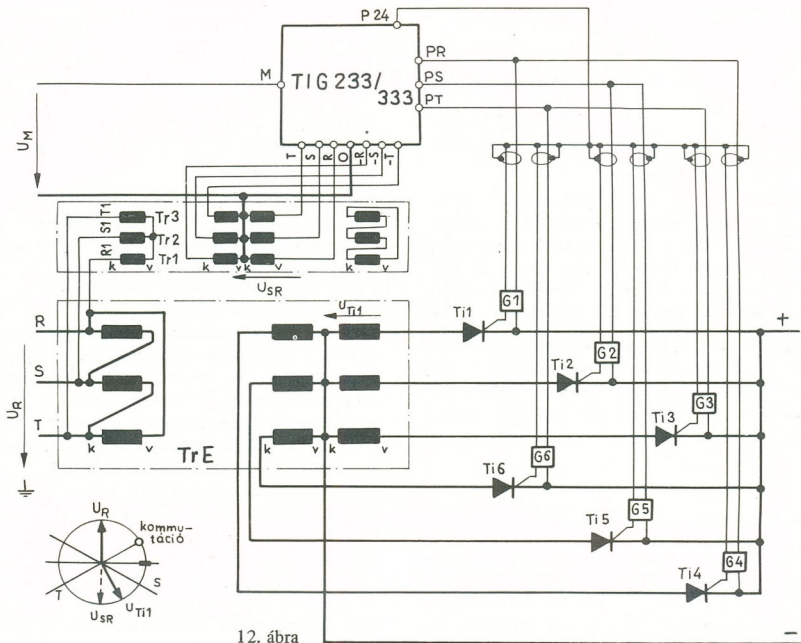 P 24
PR
M
TIG 233/
333
PS
PT
U_M
T S R O -R -S -T
T1
S1
R1
Tr3
Tr2
Tr1
k v k v k v k v
U_SR
G1
U_Ti1
Ti1
+
R
G2
S
Ti2
U_R
G3
T
Ti3
k v k v k v
TrE
G6
Ti6
U_R
kommu-
táció
G5
Ti5
S
T
U_SR
U_Ti1
G4
Ti4
12. ábra
−